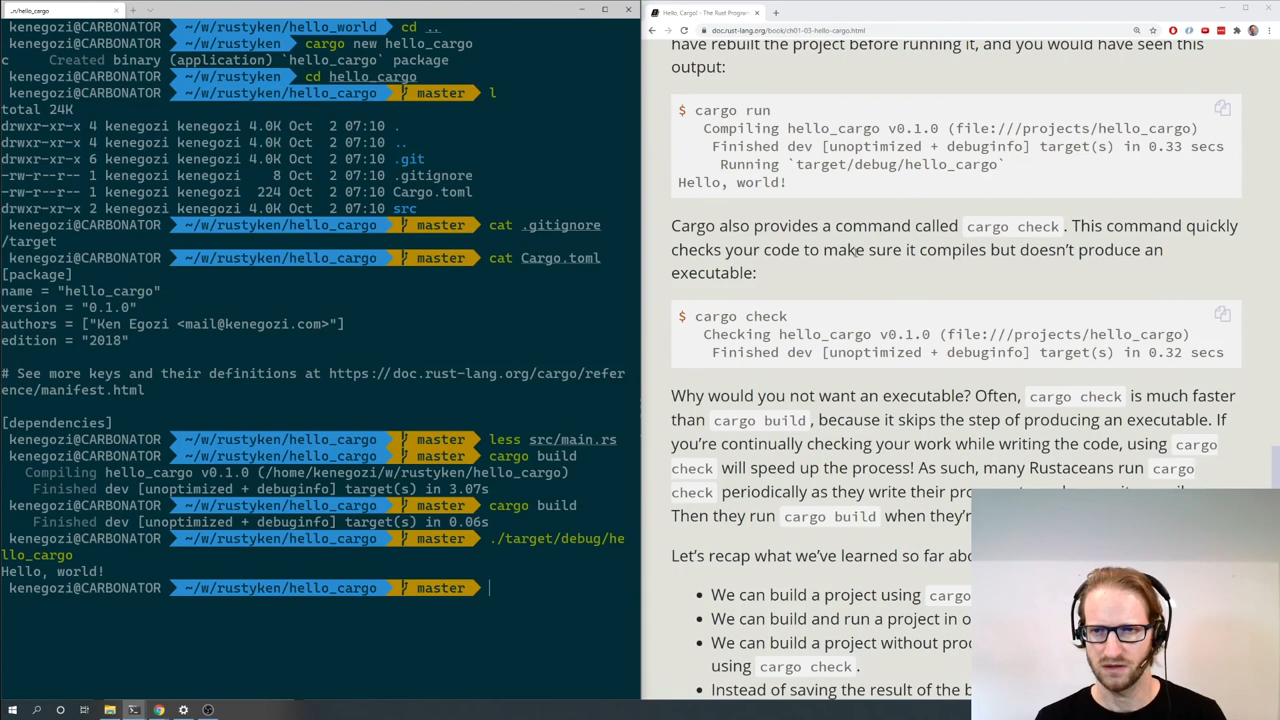 ../hello_cargo
kenegozi@CARBONATOR ~/w/rustyken/hello_world cd ..
kenegozi@CARBONATOR ~/w/rustyken cargo new hello_cargo
c Created binary (application) `hello_cargo` package
kenegozi@CARBONATOR ~/w/rustyken cd hello_cargo
kenegozi@CARBONATOR ~/w/rustyken/hello_cargo master l
total 24K
drwxr-xr-x 4 kenegozi kenegozi 4.0K Oct 2 07:10 .
drwxr-xr-x 4 kenegozi kenegozi 4.0K Oct 2 07:10 ..
drwxr-xr-x 6 kenegozi kenegozi 4.0K Oct 2 07:10 .git
-rw-r--r-- 1 kenegozi kenegozi 8 Oct 2 07:10 .gitignore
-rw-r--r-- 1 kenegozi kenegozi 224 Oct 2 07:10 Cargo.toml
drwxr-xr-x 2 kenegozi kenegozi 4.0K Oct 2 07:10 src
kenegozi@CARBONATOR ~/w/rustyken/hello_cargo master cat .gitignore
/target
kenegozi@CARBONATOR ~/w/rustyken/hello_cargo master cat Cargo.toml
[package]
name = "hello_cargo"
version = "0.1.0"
authors = ["Ken Egozi <mail@kenegozi.com>"]
edition = "2018"
# See more keys and their definitions at https://doc.rust-lang.org/cargo/refer
ence/manifest.html
[dependencies]
kenegozi@CARBONATOR ~/w/rustyken/hello_cargo master less src/main.rs
kenegozi@CARBONATOR ~/w/rustyken/hello_cargo master cargo build
Compiling hello_cargo v0.1.0 (/home/kenegozi/w/rustyken/hello_cargo)
Finished dev [unoptimized + debuginfo] target(s) in 3.07s
kenegozi@CARBONATOR ~/w/rustyken/hello_cargo master cargo build
Finished dev [unoptimized + debuginfo] target(s) in 0.06s
kenegozi@CARBONATOR ~/w/rustyken/hello_cargo master ./target/debug/he
llo_cargo
Hello, world!
kenegozi@CARBONATOR ~/w/rustyken/hello_cargo master
Hello, Cargo! - The Rust Program
doc.rust-lang.org/book/ch01-03-hello-cargo.html
have rebuilt the project before running it, and you would have seen this
output:
$ cargo run
Compiling hello_cargo v0.1.0 (file:///projects/hello_cargo)
Finished dev [unoptimized + debuginfo] target(s) in 0.33 secs
Running `target/debug/hello_cargo`
Hello, world!
Cargo also provides a command called cargo check. This command quickly
checks your code to make sure it compiles but doesn't produce an
executable:
$ cargo check
Checking hello_cargo v0.1.0 (file:///projects/hello_cargo)
Finished dev [unoptimized + debuginfo] target(s) in 0.32 secs
Why would you not want an executable? Often, cargo check is much faster
than cargo build, because it skips the step of producing an executable. If
you're continually checking your work while writing the code, using cargo
check will speed up the process! As such, many Rustaceans run cargo
check periodically as they write their
Then they run cargo build when they're
Let's recap what we've learned so far
We can build a project using cargo
We can build and run a project in
We can build a project without
using cargo check.
Instead of saving the result of the